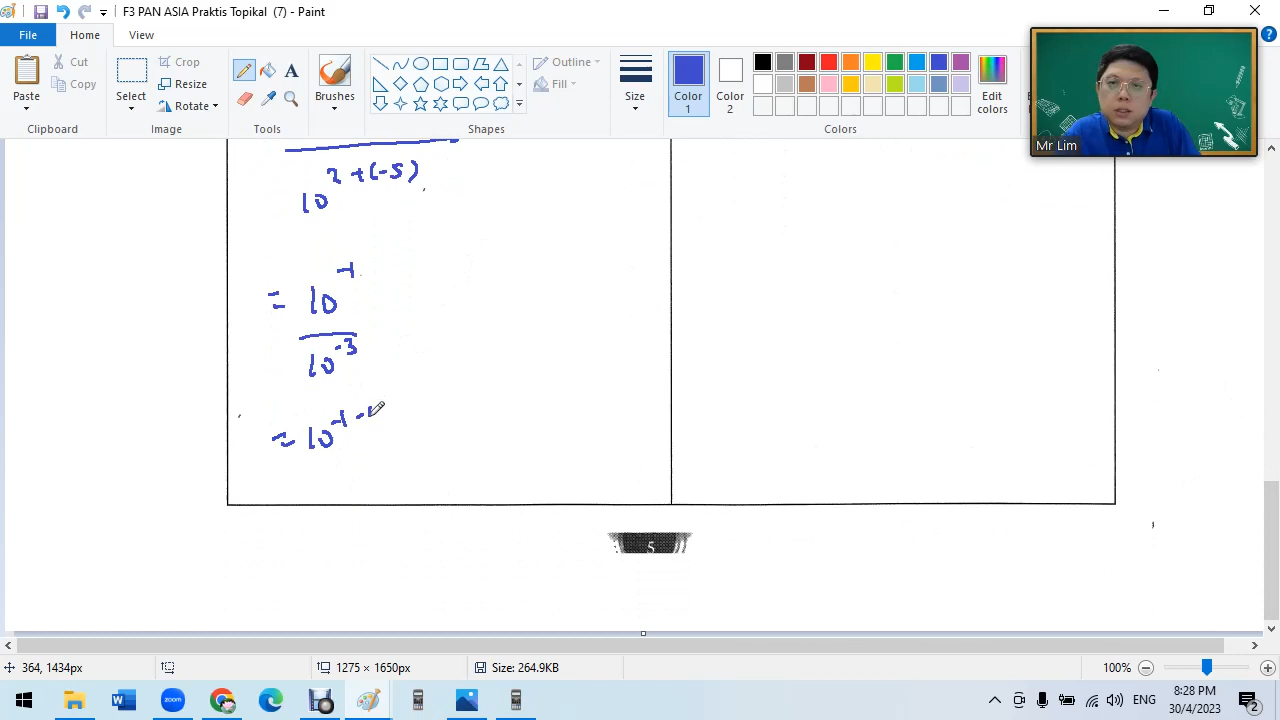 F3 PAN ASIA Praktis Topikal (7) - Paint
File Home View
Paste Cut Copy Clipboard
Select Crop Resize Rotate Image
Tools
Brushes
Outline Fill Shapes
Size
Color 1 Color 2 Edit colors Colors
Mr Lim
10^2 + (-5)
= 10^-1
10^-3
= 10^-1 -
5
364, 1434px 1275 × 1650px Size: 264.9KB 100%
W zoom ENG 8:28 PM 30/4/2023 2